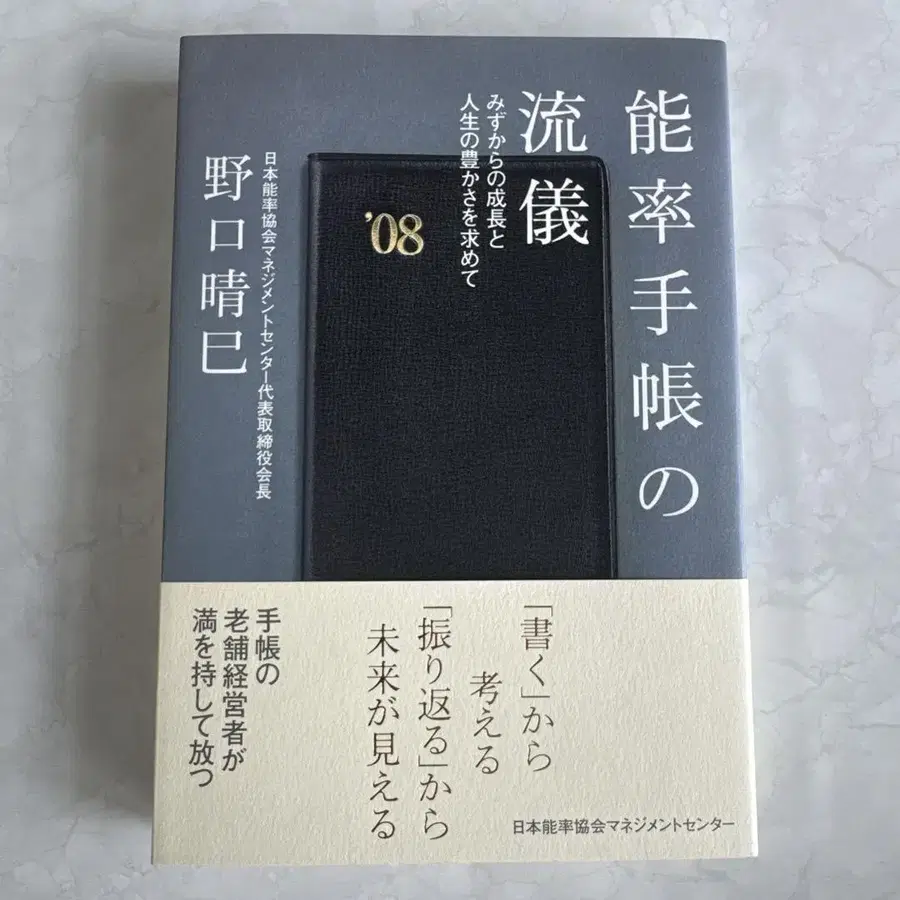 能率手帳の
流儀
みずからの成長と
人生の豊かさを求めて
'08
日本能率協会マネジメントセンター代表取締役会長
野口晴巳
「書く」から
考える
「振り返る」から
未来が見える
手帳の
老舗経営者が
満を持して放つ
日本能率協会マネジメントセンター